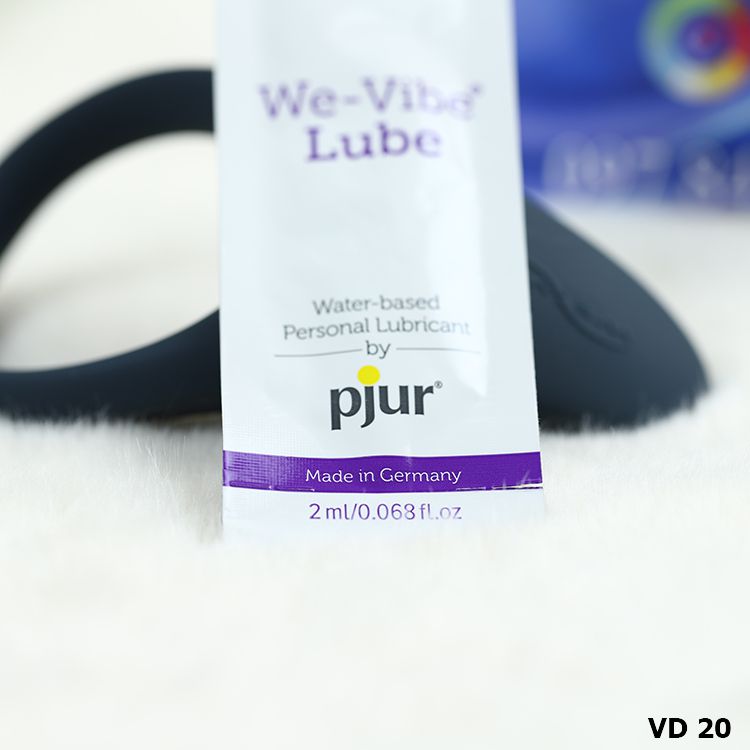 We-Vibe®
Lube
Water-based
Personal Lubricant
by
pjur®
Made in Germany
2 ml/0.068 fl.oz
VD 20